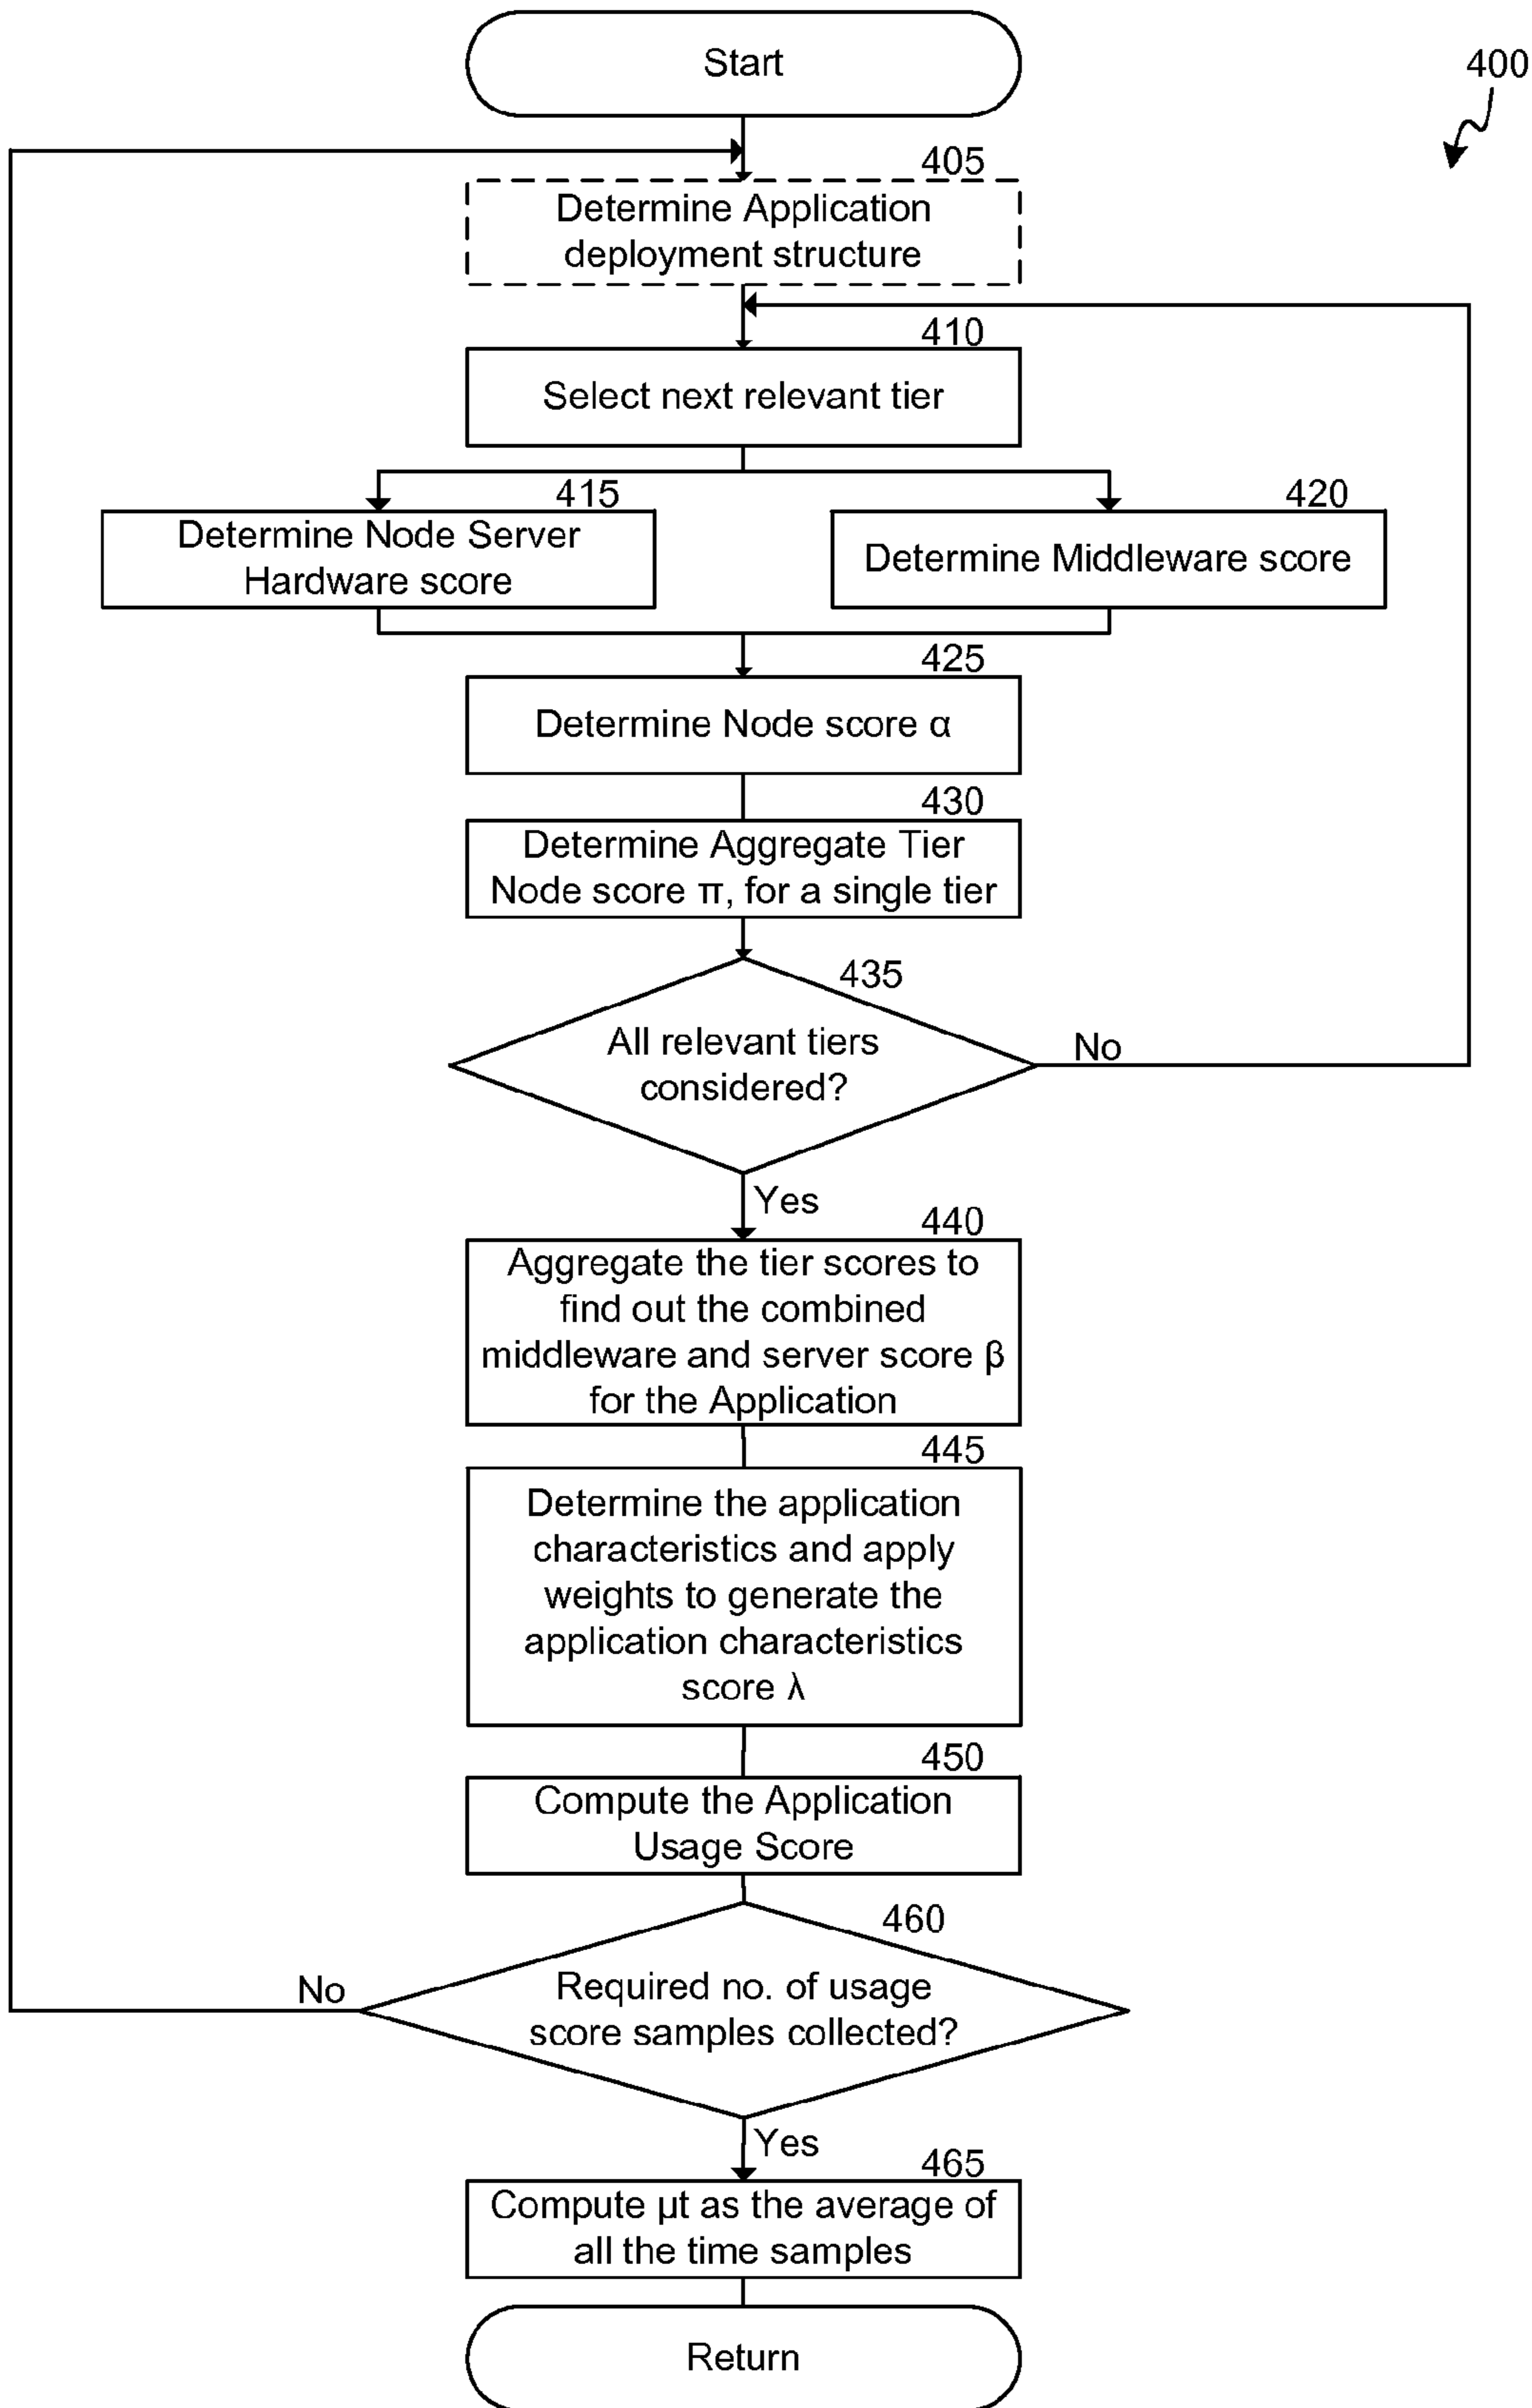 Start
400
405
Determine Application
deployment structure
410
Select next relevant tier
415
Determine Node Server
Hardware score
420
Determine Middleware score
425
Determine Node score α
430
Determine Aggregate Tier
Node score π, for a single tier
435
All relevant tiers
considered?
No
Yes
440
Aggregate the tier scores to
find out the combined
middleware and server score β
for the Application
445
Determine the application
characteristics and apply
weights to generate the
application characteristics
score λ
450
Compute the Application
Usage Score
460
Required no. of usage
score samples collected?
No
Yes
465
Compute µt as the average of
all the time samples
Return